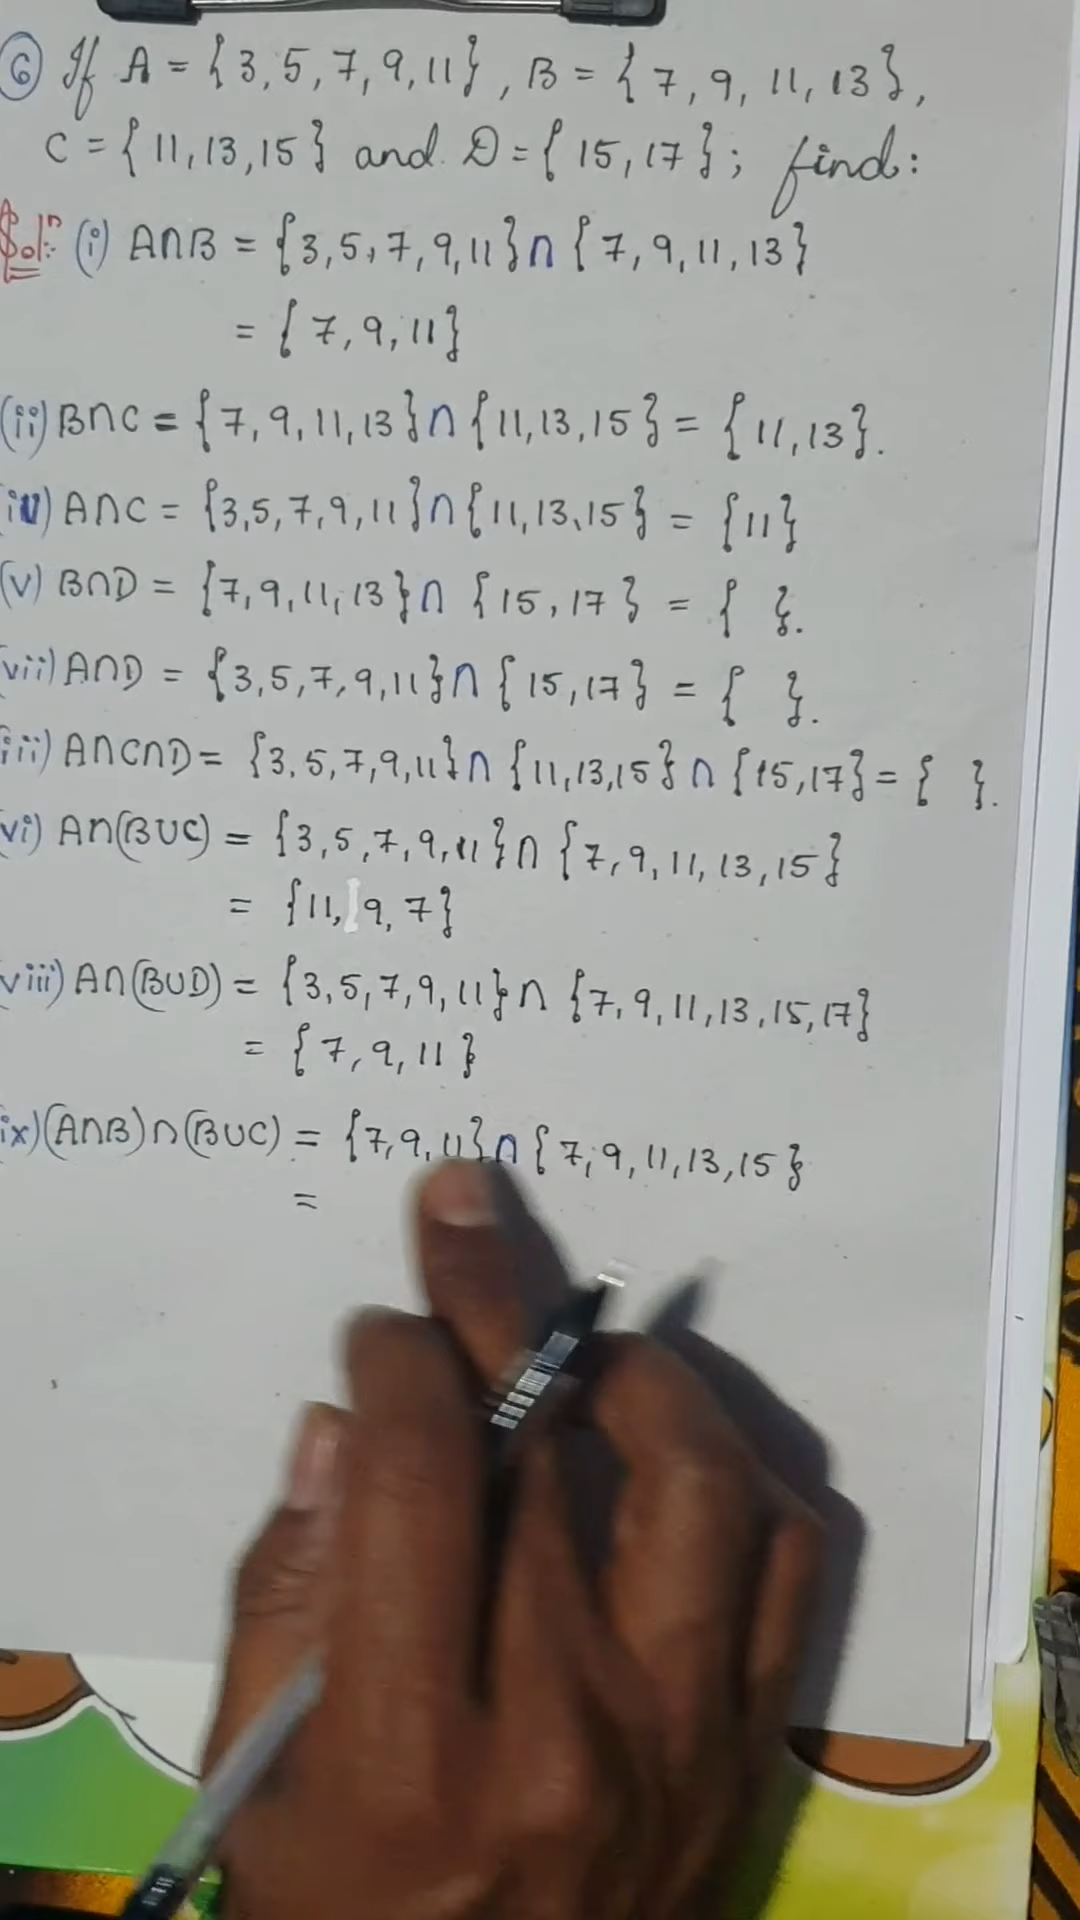 6 If A = {3, 5, 7, 9, 11}, B = {7, 9, 11, 13},
C = {11, 13, 15} and D = {15, 17}; find:
Solⁿ: (i) A∩B = {3, 5, 7, 9, 11} ∩ {7, 9, 11, 13}
= {7, 9, 11}
(ii) B∩C = {7, 9, 11, 13} ∩ {11, 13, 15} = {11, 13}.
iv) A∩C = {3, 5, 7, 9, 11} ∩ {11, 13, 15} = {11}
(v) B∩D = {7, 9, 11, 13} ∩ {15, 17} = { }.
vii) A∩D = {3, 5, 7, 9, 11} ∩ {15, 17} = { }.
iii) A∩C∩D = {3, 5, 7, 9, 11} ∩ {11, 13, 15} ∩ {15, 17} = { }.
vi) A∩(B∪C) = {3, 5, 7, 9, 11} ∩ {7, 9, 11, 13, 15}
= {11, 9, 7}
viii) A∩(B∪D) = {3, 5, 7, 9, 11} ∩ {7, 9, 11, 13, 15, 17}
= {7, 9, 11}
ix) (A∩B)∩(B∪C) = {7, 9, 11} ∩ {7, 9, 11, 13, 15}
=